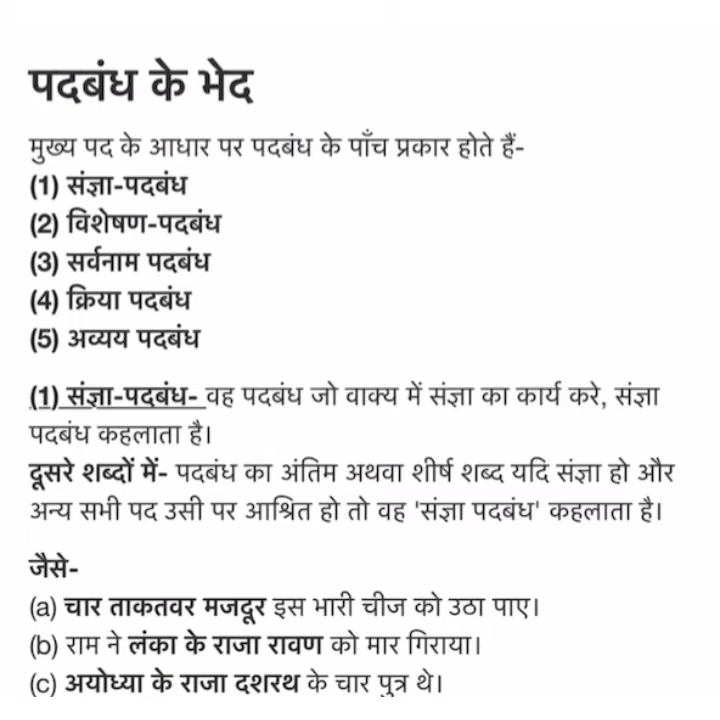 पदबंध के भेद
मुख्य पद के आधार पर पदबंध के पाँच प्रकार होते हैं-
(1) संज्ञा-पदबंध
(2) विशेषण-पदबंध
(3) सर्वनाम पदबंध
(4) क्रिया पदबंध
(5) अव्यय पदबंध
(1) संज्ञा-पदबंध- वह पदबंध जो वाक्य में संज्ञा का कार्य करे, संज्ञा
पदबंध कहलाता है।
दूसरे शब्दों में- पदबंध का अंतिम अथवा शीर्ष शब्द यदि संज्ञा हो और
अन्य सभी पद उसी पर आश्रित हो तो वह 'संज्ञा पदबंध' कहलाता है।
जैसे-
(a) चार ताकतवर मजदूर इस भारी चीज को उठा पाए।
(b) राम ने लंका के राजा रावण को मार गिराया।
(c) अयोध्या के राजा दशरथ के चार पुत्र थे।